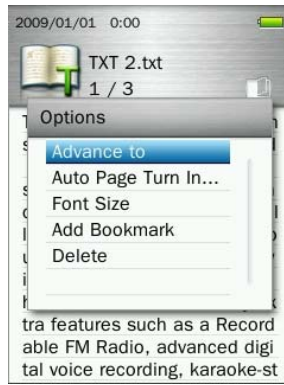 2009/01/01 0:00
TXT 2.txt
1 / 3
Options
Advance to
Auto Page Turn In...
Font Size
Add Bookmark
Delete
tra features such as a Record
able FM Radio, advanced digi
tal voice recording, karaoke-st